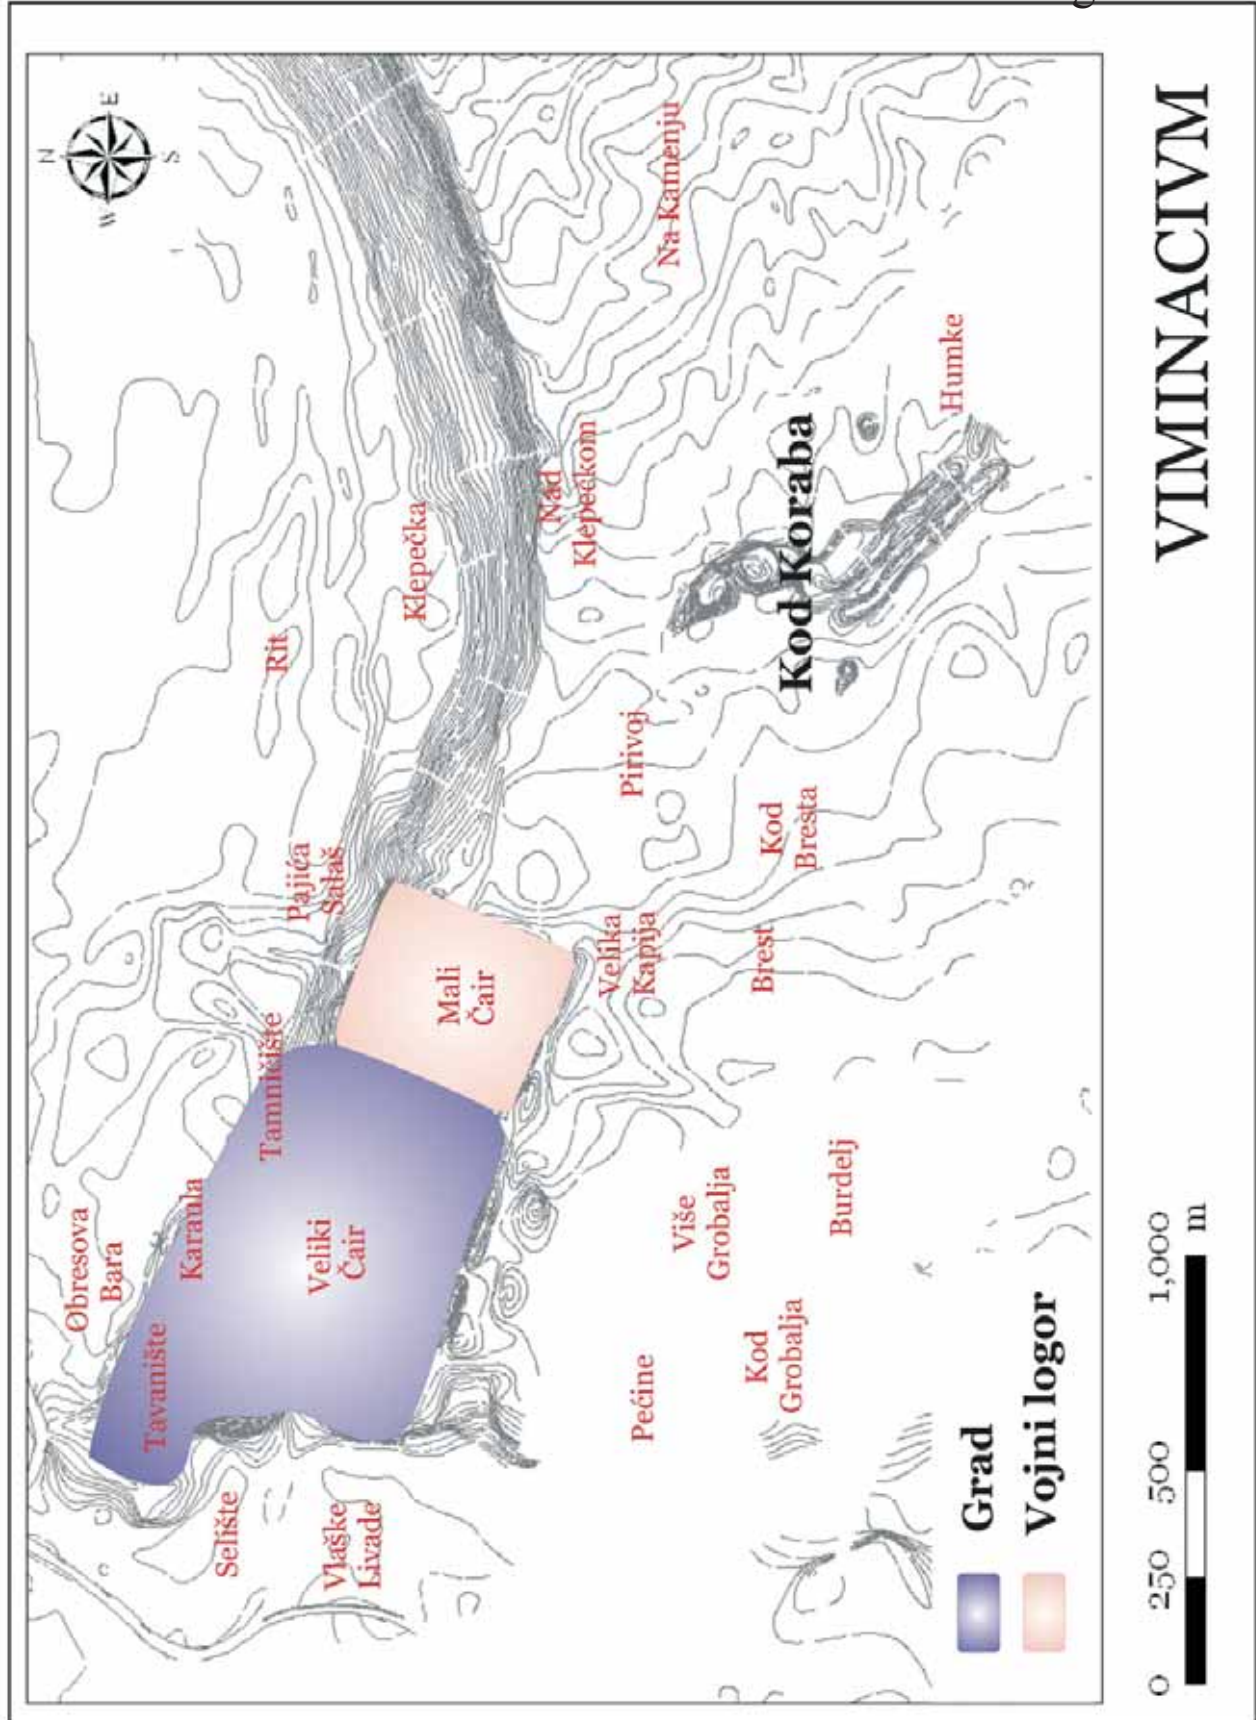 N
W
E
S
Obresova
Bara
Tavanište
Karaula
Selište
Tamničište
Rit
Pajića
Salaš
Veliki
Čair
Vlaške
Livade
Klepečka
Mali
Čair
Nad
Klepečkom
Velika
Kapija
Pirivoj
Pećine
Na Kamenju
Više
Grobalja
Kod
Grobalja
Brest
Kod
Bresta
Kod Koraba
Burdelj
Humke
Grad
Vojni logor
0 250 500 1,000
m
VIMINACIVM